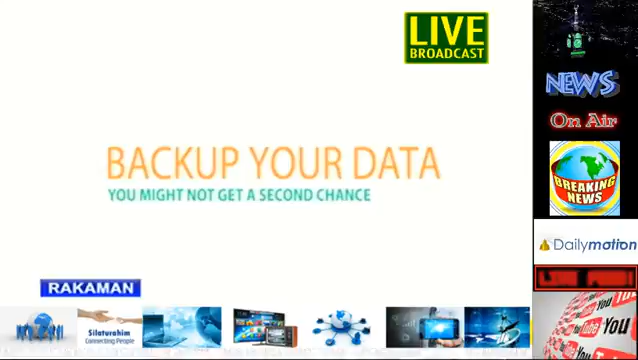 LIVE
BROADCAST
NEWS
On Air
BACKUP YOUR DATA
YOU MIGHT NOT GET A SECOND CHANCE
BREAKING
NEWS
Dailymotion
RAKAMAN
Silaturahim
Connecting People
You